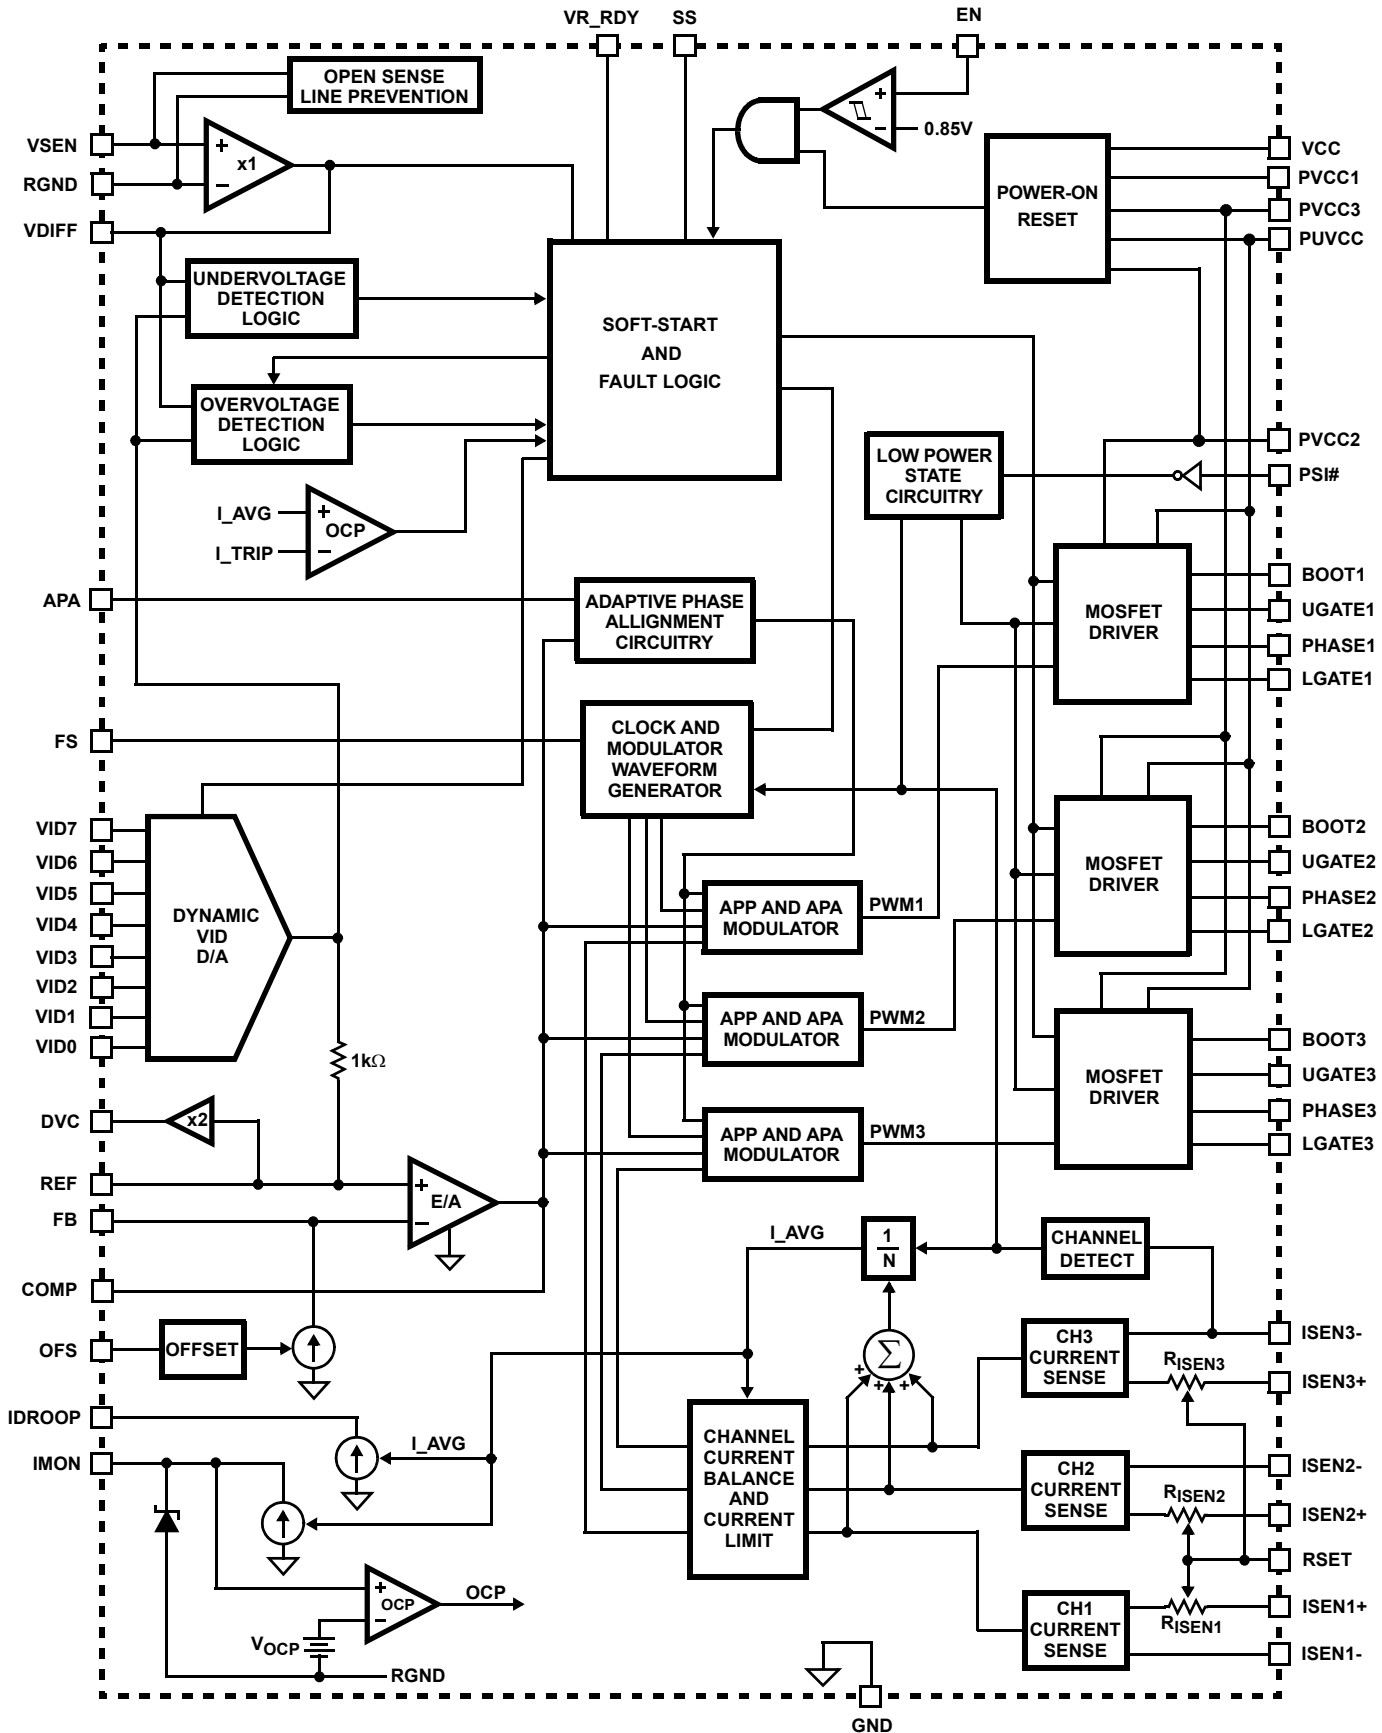 VR_RDY
SS
EN
OPEN SENSE
LINE PREVENTION
VSEN
RGND
VDIFF
+
x1
−
+
−
0.85V
POWER-ON
RESET
VCC
PVCC1
PVCC3
PUVCC
UNDERVOLTAGE
DETECTION
LOGIC
SOFT-START
AND
FAULT LOGIC
OVERVOLTAGE
DETECTION
LOGIC
PVCC2
PSI#
LOW POWER
STATE
CIRCUITRY
I_AVG
I_TRIP
+
OCP
−
APA
ADAPTIVE PHASE
ALLIGNMENT
CIRCUITRY
MOSFET
DRIVER
BOOT1
UGATE1
PHASE1
LGATE1
FS
CLOCK AND
MODULATOR
WAVEFORM
GENERATOR
VID7
VID6
VID5
VID4
VID3
VID2
VID1
VID0
DYNAMIC
VID
D/A
MOSFET
DRIVER
BOOT2
UGATE2
PHASE2
LGATE2
APP AND APA
MODULATOR
PWM1
APP AND APA
MODULATOR
PWM2
1kΩ
MOSFET
DRIVER
BOOT3
UGATE3
PHASE3
LGATE3
DVC
x2
APP AND APA
MODULATOR
PWM3
REF
FB
+
E/A
−
COMP
I_AVG
1
N
CHANNEL
DETECT
OFS
OFFSET
Σ
+
+
+
CH3
CURRENT
SENSE
RISEN3
ISEN3-
ISEN3+
IDROOP
IMON
I_AVG
CHANNEL
CURRENT
BALANCE
AND
CURRENT
LIMIT
CH2
CURRENT
SENSE
RISEN2
ISEN2-
ISEN2+
RSET
+
OCP
−
OCP
VOCP
RGND
CH1
CURRENT
SENSE
RISEN1
ISEN1+
ISEN1-
GND